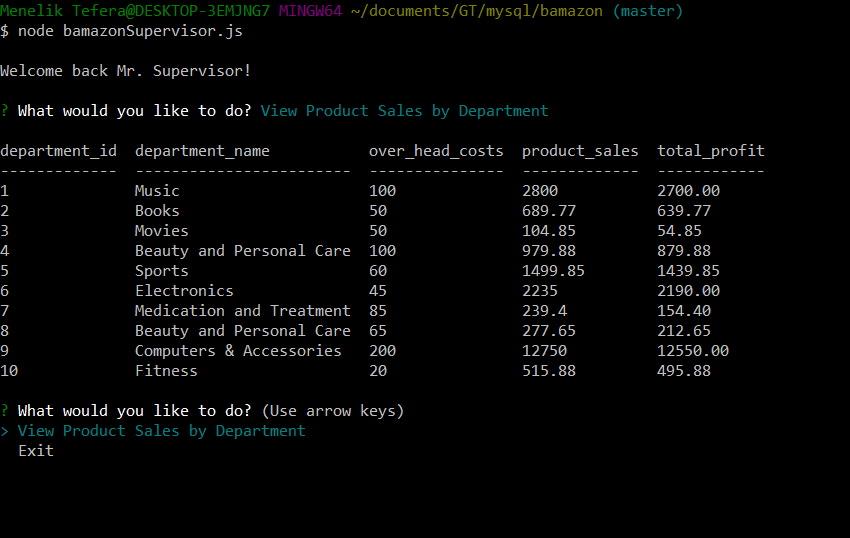 Menelik Tefera@DESKTOP-3EMJNG7 MINGW64 ~/documents/GT/mysql/bamazon (master)
$ node bamazonSupervisor.js
Welcome back Mr. Supervisor!
? What would you like to do? View Product Sales by Department
department_id  department_name           over_head_costs  product_sales  total_profit
-------------  ------------------------  ---------------  -------------  ------------
1              Music                     100              2800           2700.00
2              Books                     50               689.77         639.77
3              Movies                    50               104.85         54.85
4              Beauty and Personal Care  100              979.88         879.88
5              Sports                    60               1499.85        1439.85
6              Electronics               45               2235           2190.00
7              Medication and Treatment  85               239.4          154.40
8              Beauty and Personal Care  65               277.65         212.65
9              Computers & Accessories   200              12750          12550.00
10             Fitness                   20               515.88         495.88
? What would you like to do? (Use arrow keys)
> View Product Sales by Department
  Exit